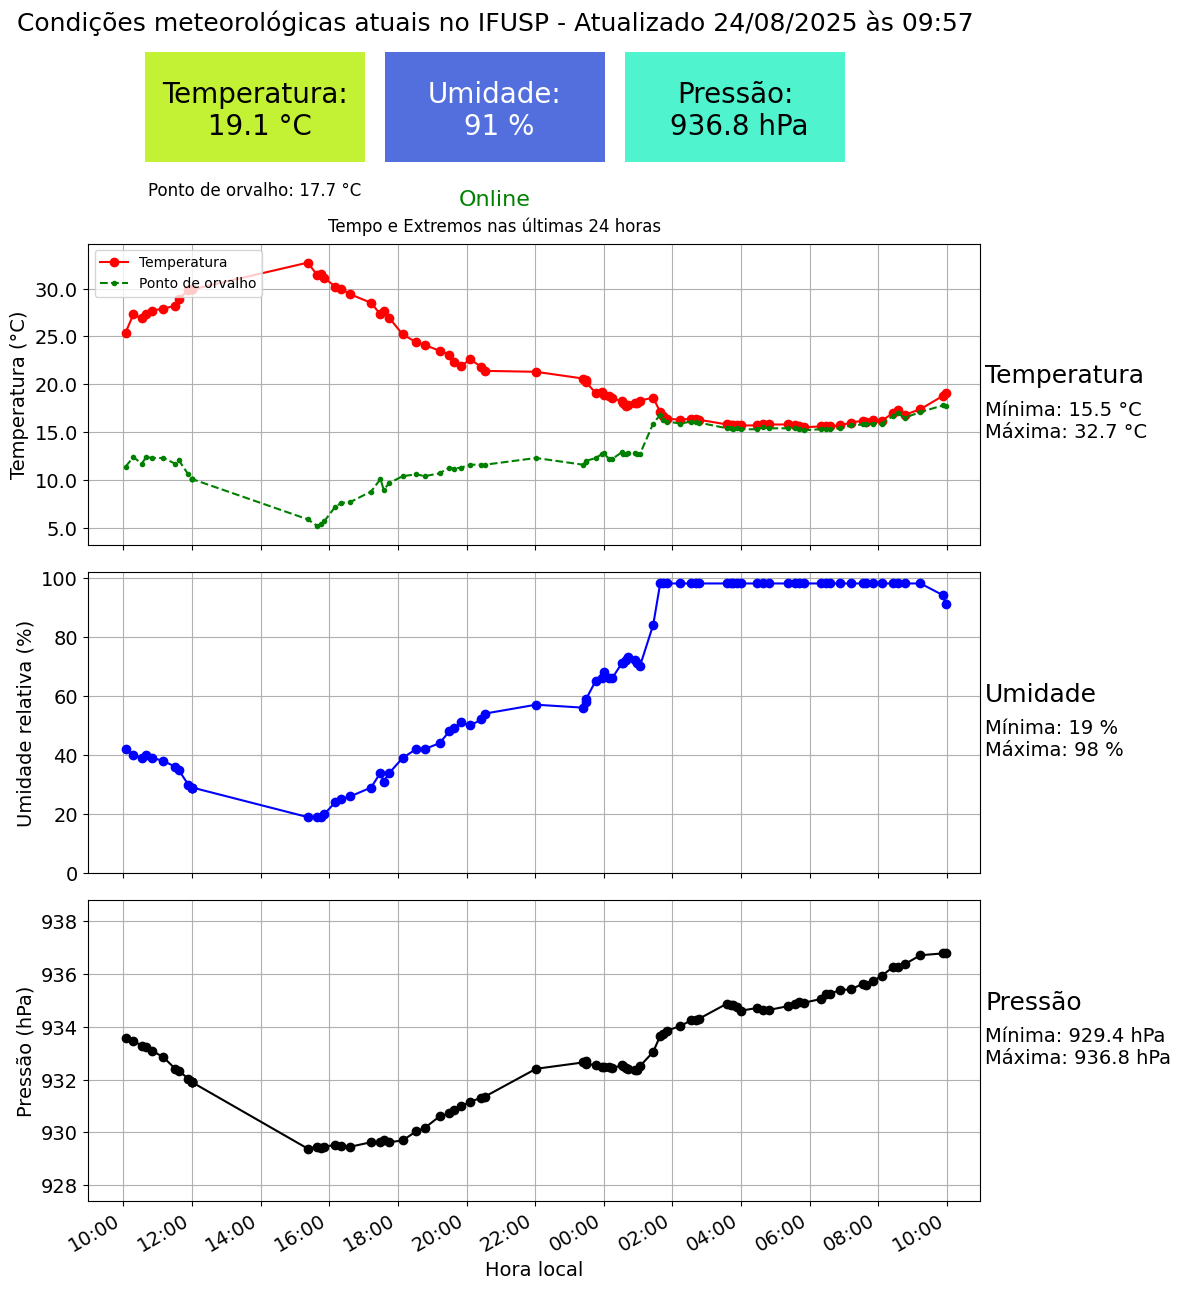 Condições meteorológicas atuais no IFUSP - Atualizado 24/08/2025 às 09:57
Temperatura:
19.1 °C
Umidade:
91 %
Pressão:
936.8 hPa
Ponto de orvalho: 17.7 °C
Online
Tempo e Extremos nas últimas 24 horas
Temperatura
Ponto de orvalho
Temperatura (°C)
30.0
25.0
20.0
15.0
10.0
5.0
Temperatura
Mínima: 15.5 °C
Máxima: 32.7 °C
Umidade relativa (%)
100
80
60
40
20
0
Umidade
Mínima: 19 %
Máxima: 98 %
Pressão (hPa)
938
936
934
932
930
928
Pressão
Mínima: 929.4 hPa
Máxima: 936.8 hPa
10:00
12:00
14:00
16:00
18:00
20:00
22:00
00:00
02:00
04:00
06:00
08:00
10:00
Hora local